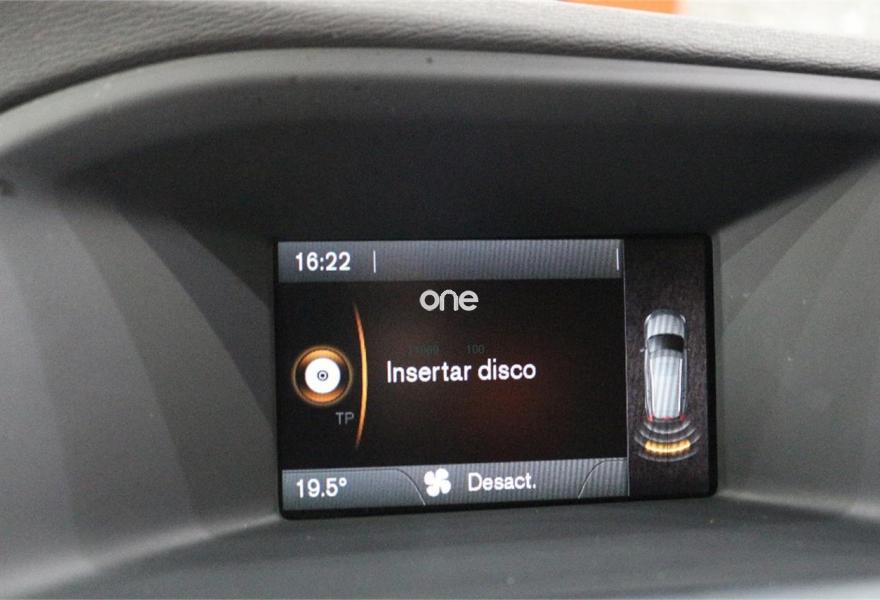 16:22
one
Insertar disco
TP
19.5°
Desact.